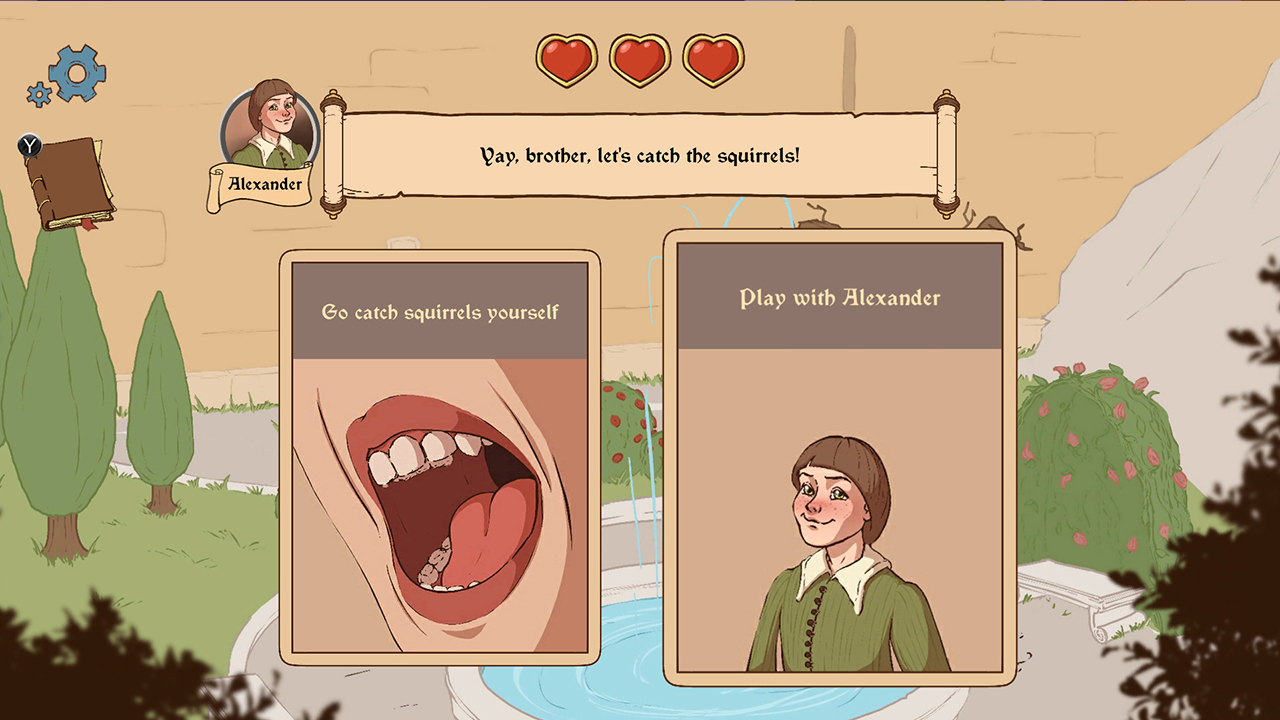 Y
Yay, brother, let's catch the squirrels!
Alexander
Go catch squirrels yourself
Play with Alexander